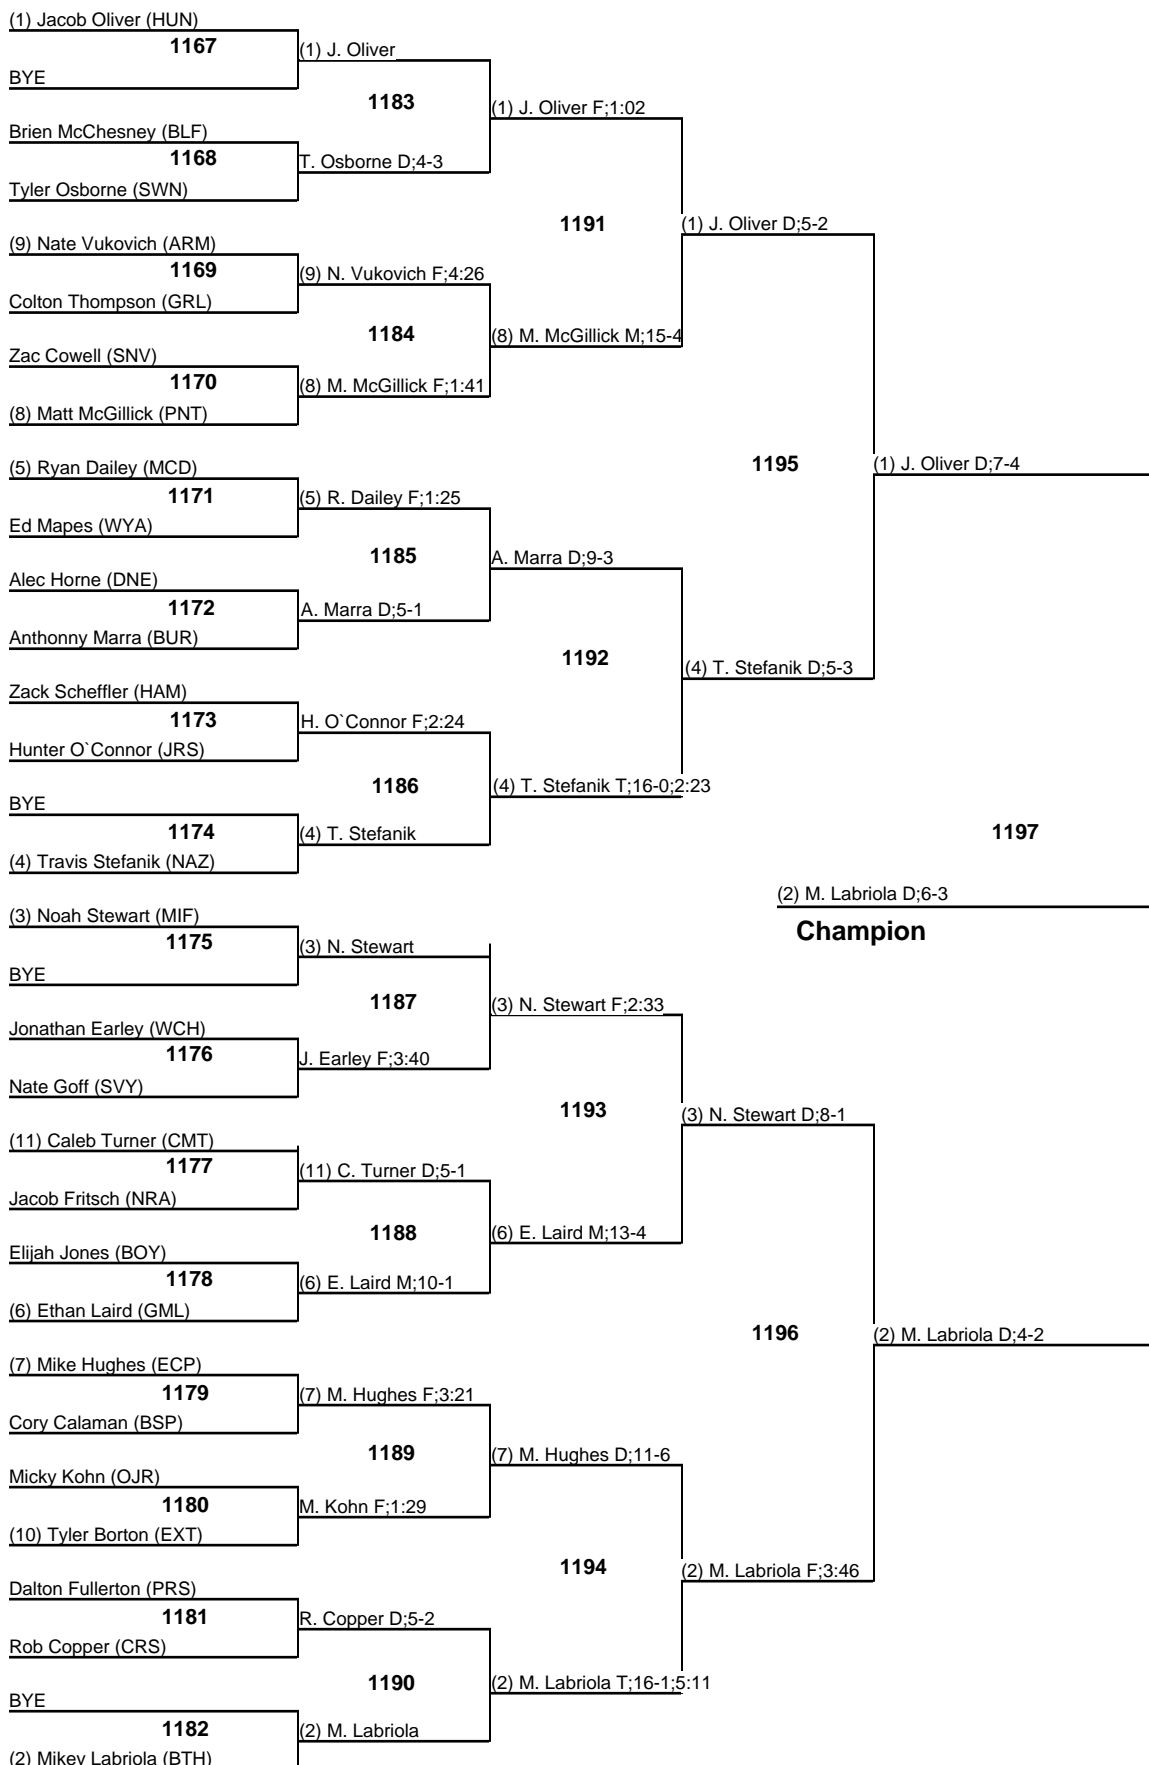 (1) Jacob Oliver (HUN)
1167
(1) J. Oliver
BYE
1183
(1) J. Oliver F;1:02
Brien McChesney (BLF)
1168
T. Osborne D;4-3
Tyler Osborne (SWN)
1191
(1) J. Oliver D;5-2
(9) Nate Vukovich (ARM)
1169
(9) N. Vukovich F;4:26
Colton Thompson (GRL)
1184
(8) M. McGillick M;15-4
Zac Cowell (SNV)
1170
(8) M. McGillick F;1:41
(8) Matt McGillick (PNT)
1195
(1) J. Oliver D;7-4
(5) Ryan Dailey (MCD)
1171
(5) R. Dailey F;1:25
Ed Mapes (WYA)
1185
A. Marra D;9-3
Alec Horne (DNE)
1172
A. Marra D;5-1
Anthonny Marra (BUR)
1192
(4) T. Stefanik D;5-3
Zack Scheffler (HAM)
1173
H. O`Connor F;2:24
Hunter O`Connor (JRS)
1186
(4) T. Stefanik T;16-0;2:23
BYE
1174
(4) T. Stefanik
(4) Travis Stefanik (NAZ)
1197
(2) M. Labriola D;6-3
Champion
(3) Noah Stewart (MIF)
1175
(3) N. Stewart
BYE
1187
(3) N. Stewart F;2:33
Jonathan Earley (WCH)
1176
J. Earley F;3:40
Nate Goff (SVY)
1193
(3) N. Stewart D;8-1
(11) Caleb Turner (CMT)
1177
(11) C. Turner D;5-1
Jacob Fritsch (NRA)
1188
(6) E. Laird M;13-4
Elijah Jones (BOY)
1178
(6) E. Laird M;10-1
(6) Ethan Laird (GML)
1196
(2) M. Labriola D;4-2
(7) Mike Hughes (ECP)
1179
(7) M. Hughes F;3:21
Cory Calaman (BSP)
1189
(7) M. Hughes D;11-6
Micky Kohn (OJR)
1180
M. Kohn F;1:29
(10) Tyler Borton (EXT)
1194
(2) M. Labriola F;3:46
Dalton Fullerton (PRS)
1181
R. Copper D;5-2
Rob Copper (CRS)
1190
(2) M. Labriola T;16-1;5:11
BYE
1182
(2) M. Labriola
(2) Mikey Labriola (BTH)